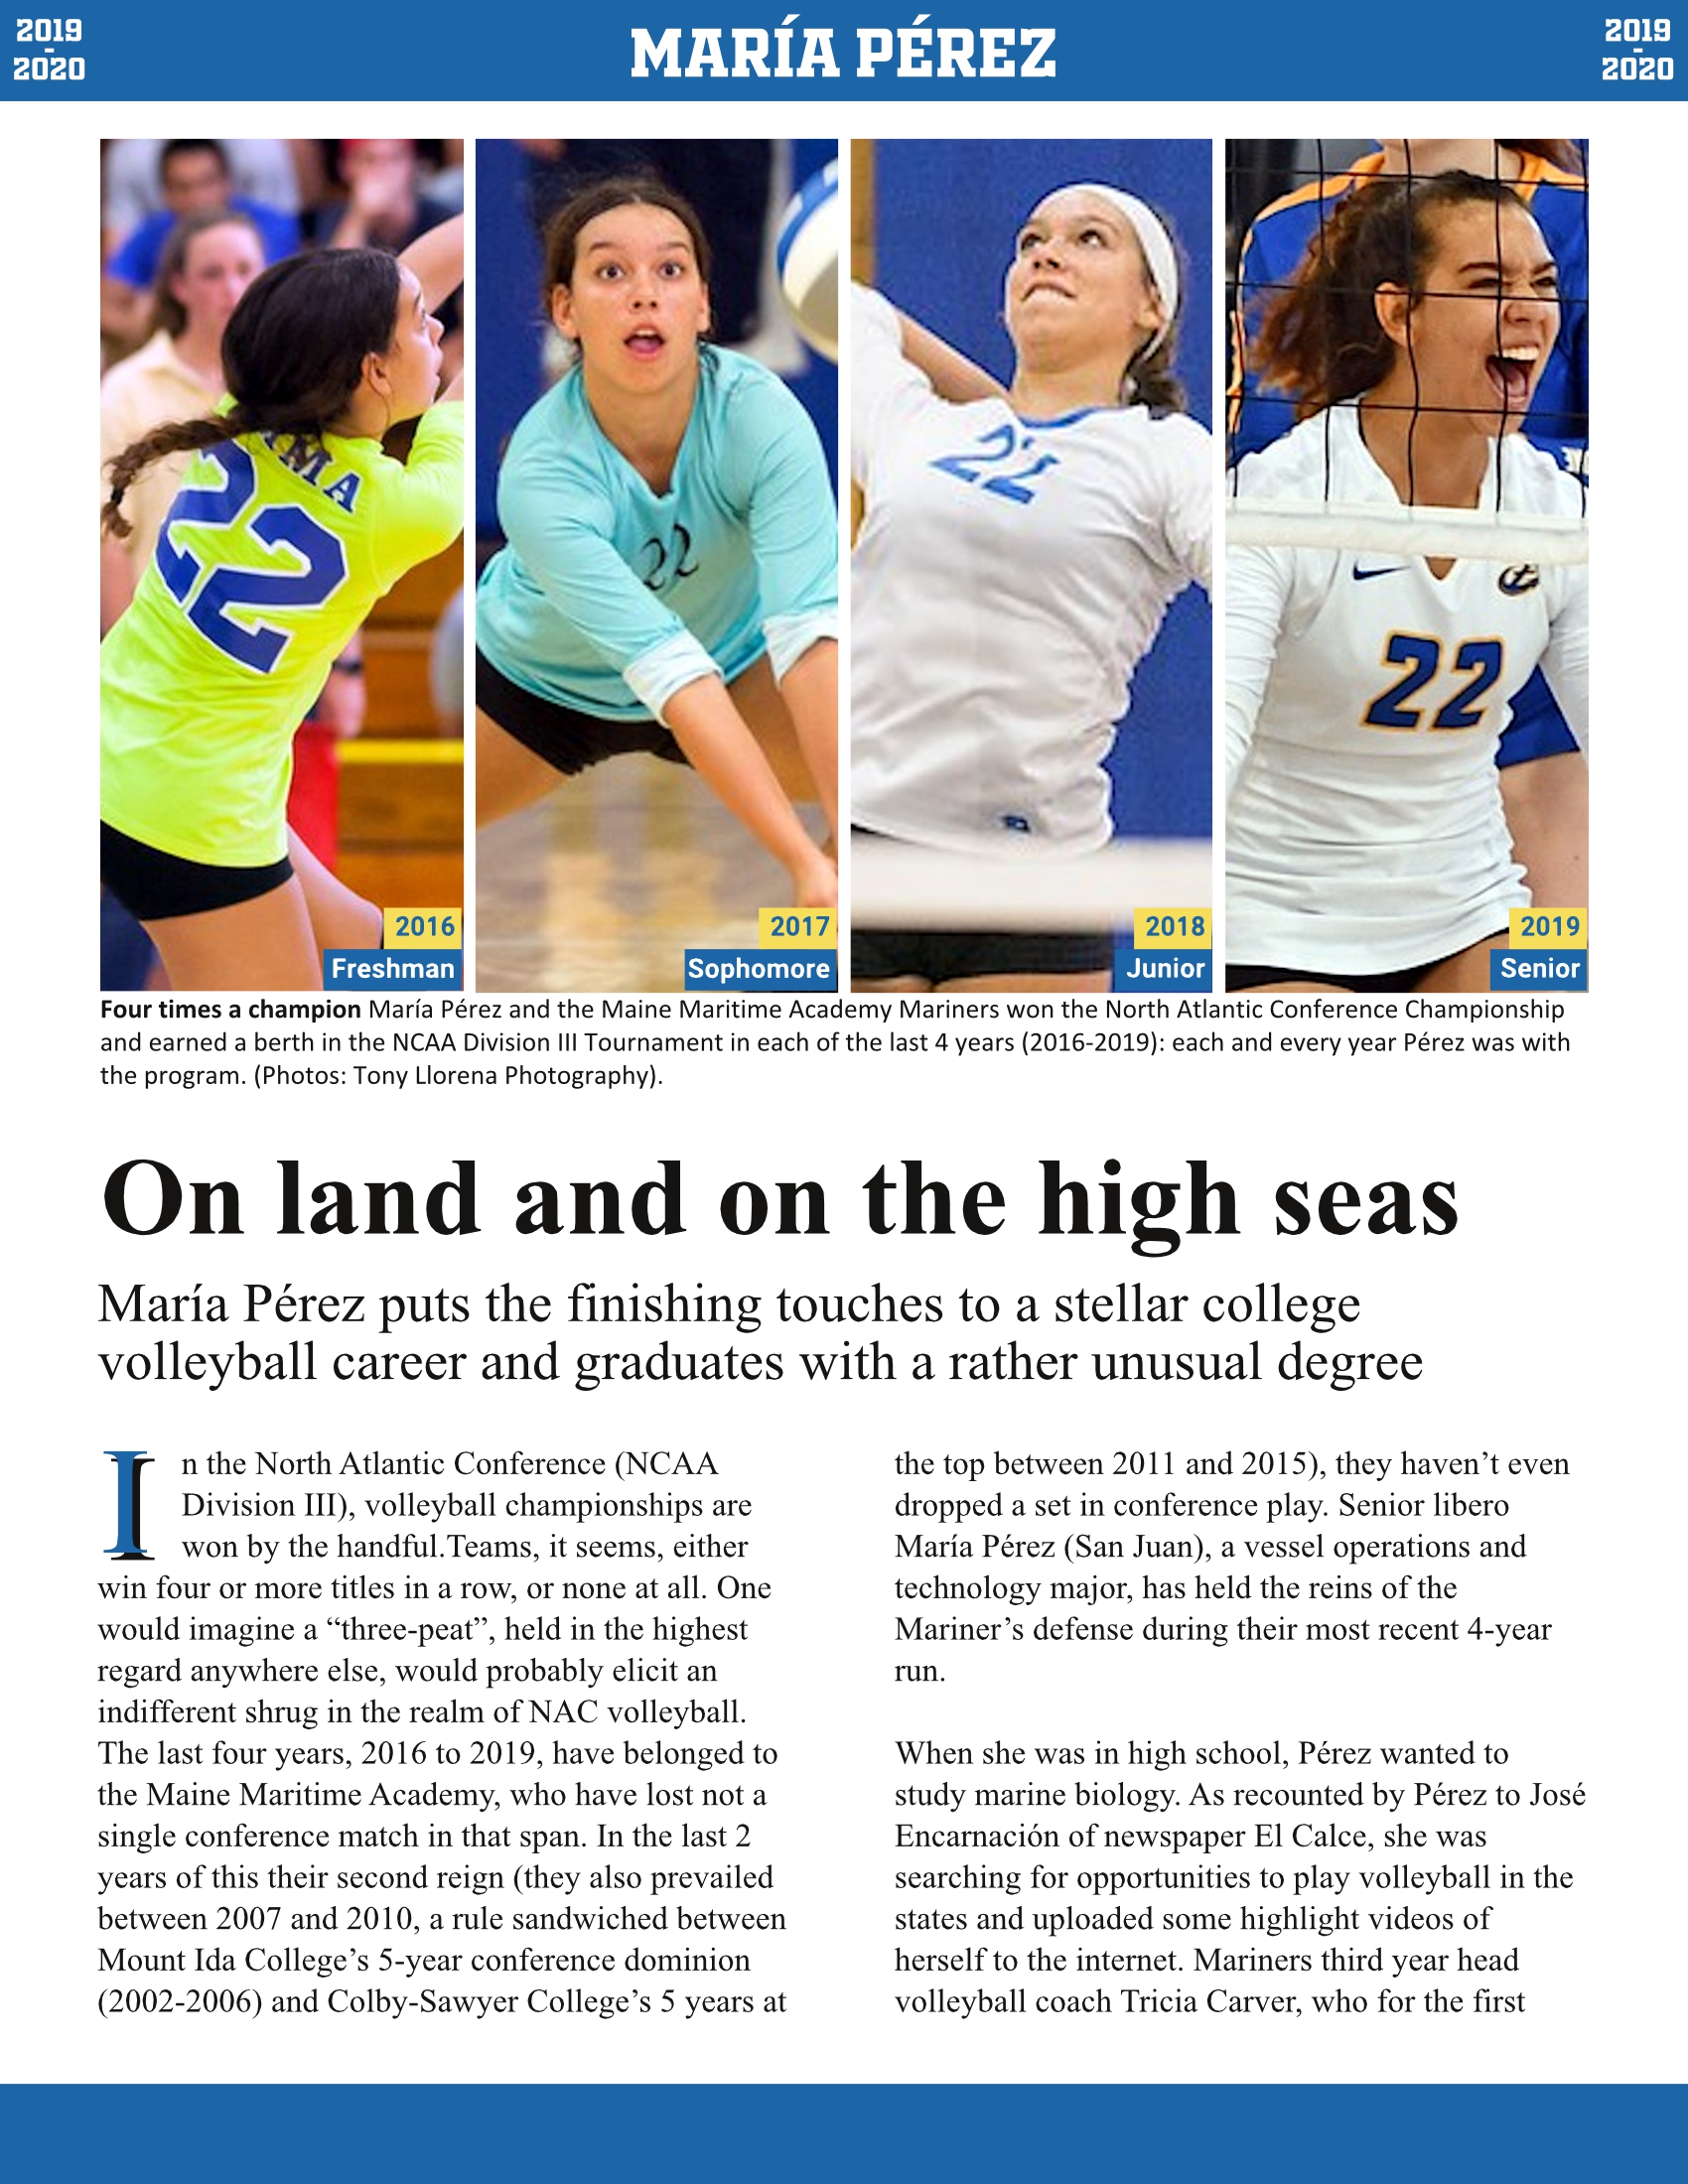 2019
-
2020
MARÍA PÉREZ
2019
-
2020
MMA
22
22
22
22
2016
Freshman
2017
Sophomore
2018
Junior
2019
Senior
Four times a champion María Pérez and the Maine Maritime Academy Mariners won the North Atlantic Conference Championship
and earned a berth in the NCAA Division III Tournament in each of the last 4 years (2016-2019): each and every year Pérez was with
the program. (Photos: Tony Llorena Photography).
On land and on the high seas
María Pérez puts the finishing touches to a stellar college
volleyball career and graduates with a rather unusual degree
In the North Atlantic Conference (NCAA
Division III), volleyball championships are
won by the handful.Teams, it seems, either
win four or more titles in a row, or none at all. One
would imagine a “three-peat”, held in the highest
regard anywhere else, would probably elicit an
indifferent shrug in the realm of NAC volleyball.
The last four years, 2016 to 2019, have belonged to
the Maine Maritime Academy, who have lost not a
single conference match in that span. In the last 2
years of this their second reign (they also prevailed
between 2007 and 2010, a rule sandwiched between
Mount Ida College’s 5-year conference dominion
(2002-2006) and Colby-Sawyer College’s 5 years at
the top between 2011 and 2015), they haven’t even
dropped a set in conference play. Senior libero
María Pérez (San Juan), a vessel operations and
technology major, has held the reins of the
Mariner’s defense during their most recent 4-year
run.
When she was in high school, Pérez wanted to
study marine biology. As recounted by Pérez to José
Encarnación of newspaper El Calce, she was
searching for opportunities to play volleyball in the
states and uploaded some highlight videos of
herself to the internet. Mariners third year head
volleyball coach Tricia Carver, who for the first